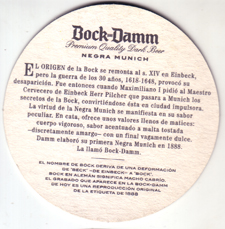 Bock-Damm
Premium Quality Dark Beer
NEGRA MUNICH
EL ORIGEN de la Bock se remonta al s. XIV en Einbeck,
pero la guerra de los 30 años, 1618-1648, provocó su
desaparición. Fue entonces cuando Maximiliano I pidió al Maestro
Cervecero de Einbeck Herr Pilcher que pasara a Munich los
secretos de la Bock, convirtiéndose ésta en ciudad impulsora.
La virtud de la Negra Munich se manifiesta en su sabor
peculiar. En cata, ofrece unos valores llenos de matices:
cuerpo vigoroso, sabor acentuado a malta tostada
–discretamente amargo– con un final vagamente dulce.
Damm elaboró su primera Negra Munich en 1888.
La llamó Bock-Damm.
EL NOMBRE DE BOCK DERIVA DE UNA DEFORMACIÓN
DE "BECK" –DE EINBECK– A "BOCK".
BOCK EN ALEMÁN SIGNIFICA MACHO CABRÍO.
EL GRABADO QUE APARECE EN LA BOCK-DAMM
DE HOY ES UNA REPRODUCCIÓN ORIGINAL
DE LA ETIQUETA DE 1888